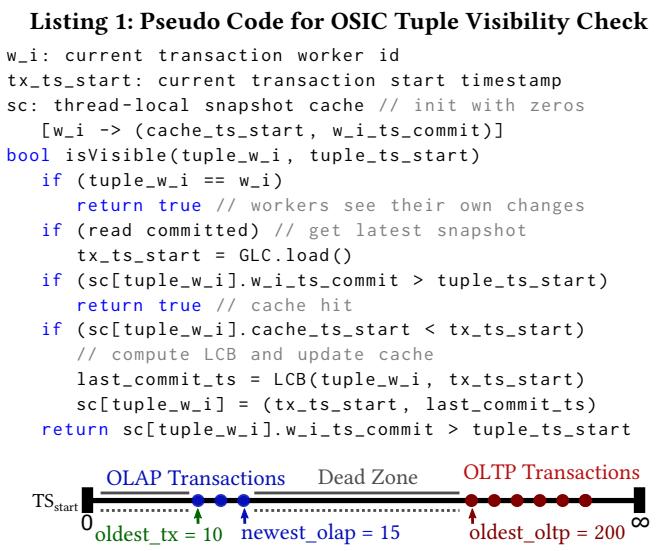 Listing 1: Pseudo Code for OSIC Tuple Visibility Check
w_i: current transaction worker id
tx_ts_start: current transaction start timestamp
sc: thread-local snapshot cache // init with zeros
   [w_i -> (cache_ts_start, w_i_ts_commit)]
bool isVisible(tuple_w_i, tuple_ts_start)
   if (tuple_w_i == w_i)
      return true // workers see their own changes
   if (read committed) // get latest snapshot
      tx_ts_start = GLC.load()
   if (sc[tuple_w_i].w_i_ts_commit > tuple_ts_start)
      return true // cache hit
   if (sc[tuple_w_i].cache_ts_start < tx_ts_start)
      // compute LCB and update cache
      last_commit_ts = LCB(tuple_w_i, tx_ts_start)
      sc[tuple_w_i] = (tx_ts_start, last_commit_ts)
   return sc[tuple_w_i].w_i_ts_commit > tuple_ts_start
OLAP Transactions Dead Zone OLTP Transactions
TSstart
0 ∞
oldest_tx = 10 newest_olap = 15 oldest_oltp = 200